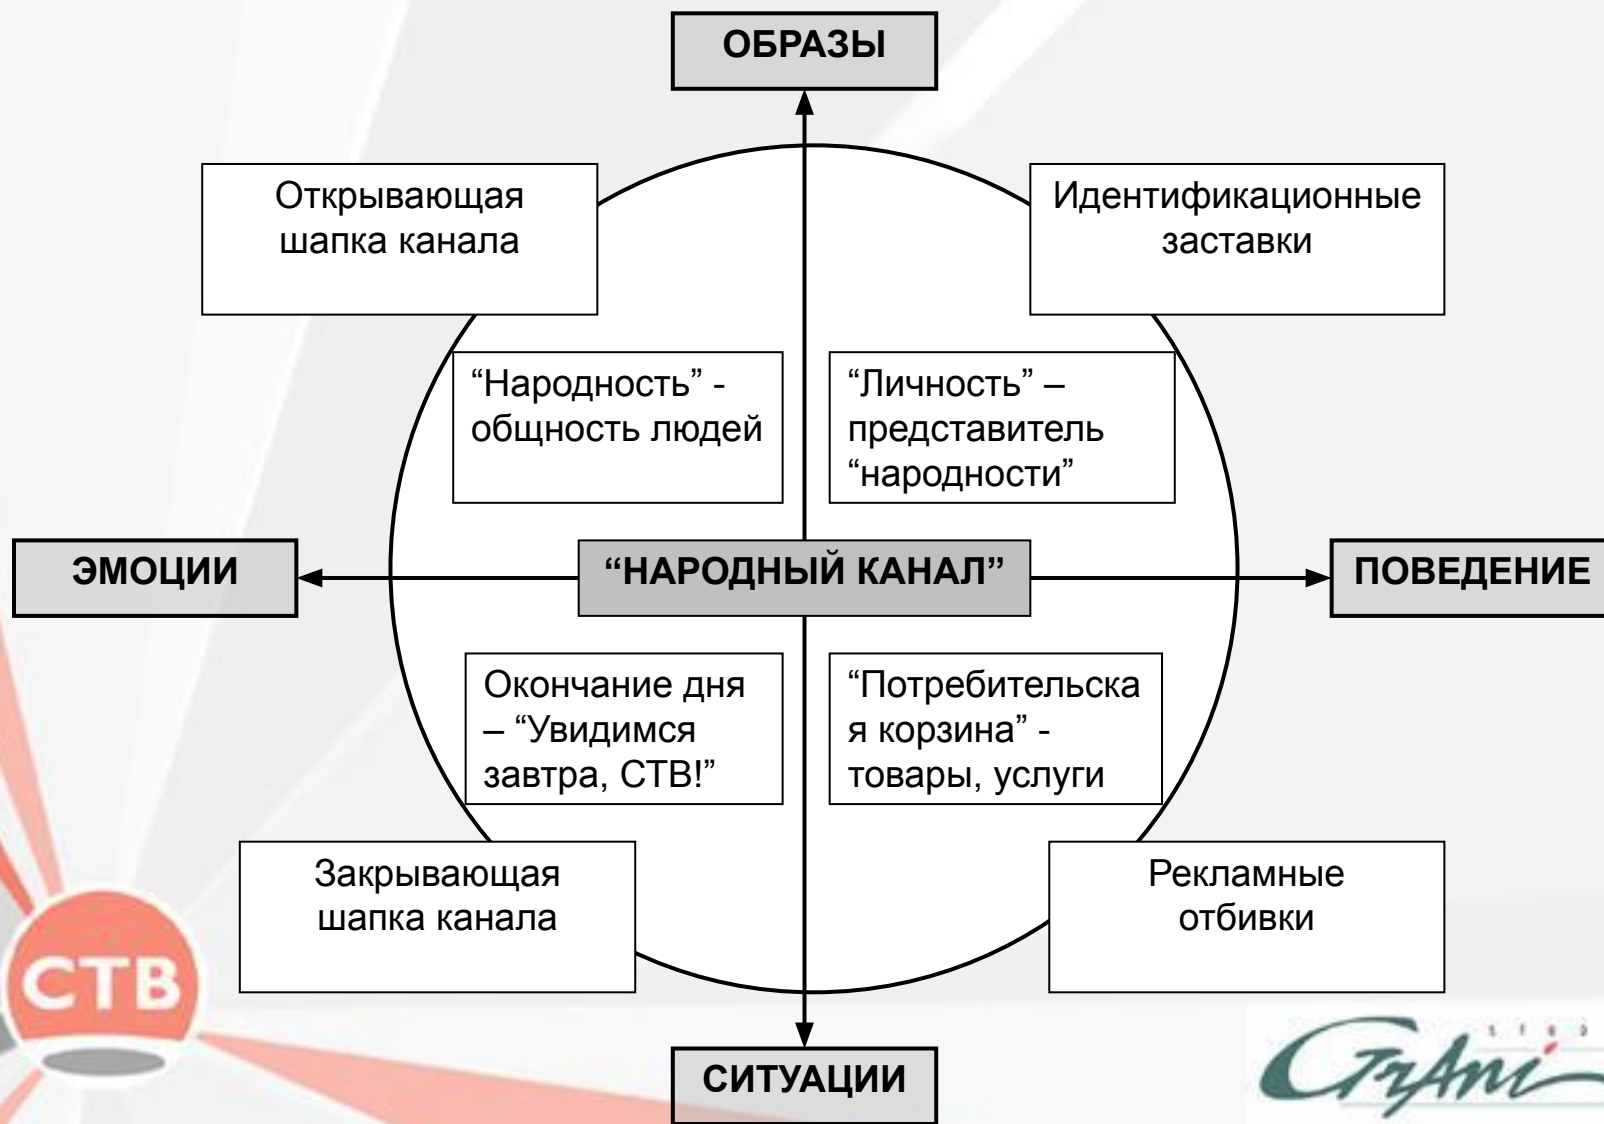 ОБРАЗЫ
Открывающая
шапка канала
Идентификационные
заставки
“Народность” -
общность людей
“Личность” –
представитель
“народности”
ЭМОЦИИ
“НАРОДНЫЙ КАНАЛ”
ПОВЕДЕНИЕ
Окончание дня
– “Увидимся
завтра, СТВ!”
“Потребительска
я корзина” -
товары, услуги
Закрывающая
шапка канала
Рекламные
отбивки
СТВ
СИТУАЦИИ
GrAni